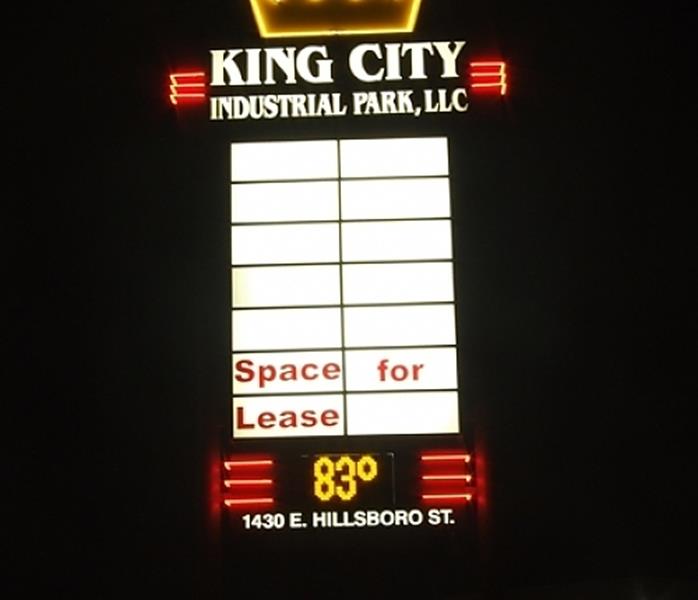 KING CITY
INDUSTRIAL PARK, LLC
Space for
Lease
83°
1430 E. HILLSBORO ST.